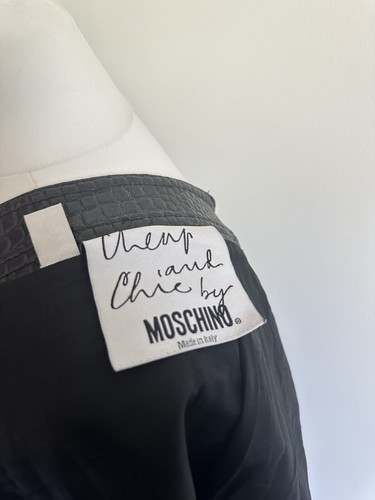 Cheap
and
Chic by
MOSCHINO®
Made in Italy